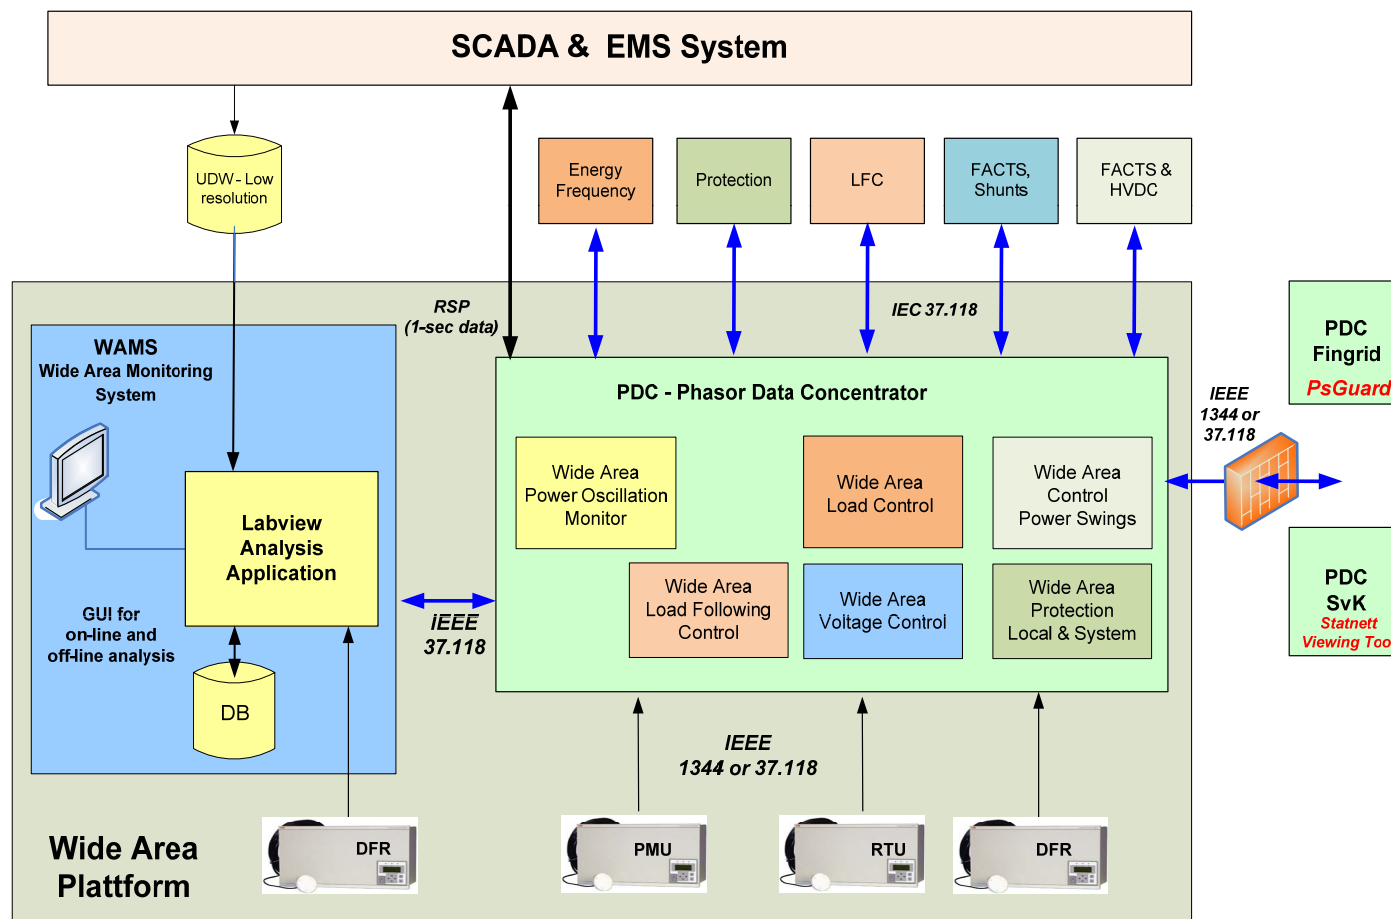 SCADA & EMS System
UDW - Low
resolution
Energy
Frequency
Protection
LFC
FACTS,
Shunts
FACTS &
HVDC
RSP
(1-sec data)
IEC 37.118
WAMS
Wide Area Monitoring
System
Labview
Analysis
Application
GUI for
on-line and
off-line analysis
DB
IEEE
37.118
PDC - Phasor Data Concentrator
Wide Area
Power Oscillation
Monitor
Wide Area
Load Control
Wide Area
Control
Power Swings
Wide Area
Load Following
Control
Wide Area
Voltage Control
Wide Area
Protection
Local & System
IEEE
1344 or
37.118
PDC
Fingrid
PsGuard
PDC
SvK
Statnett
Viewing Too
IEEE
1344 or 37.118
Wide Area
Plattform
DFR
PMU
RTU
DFR